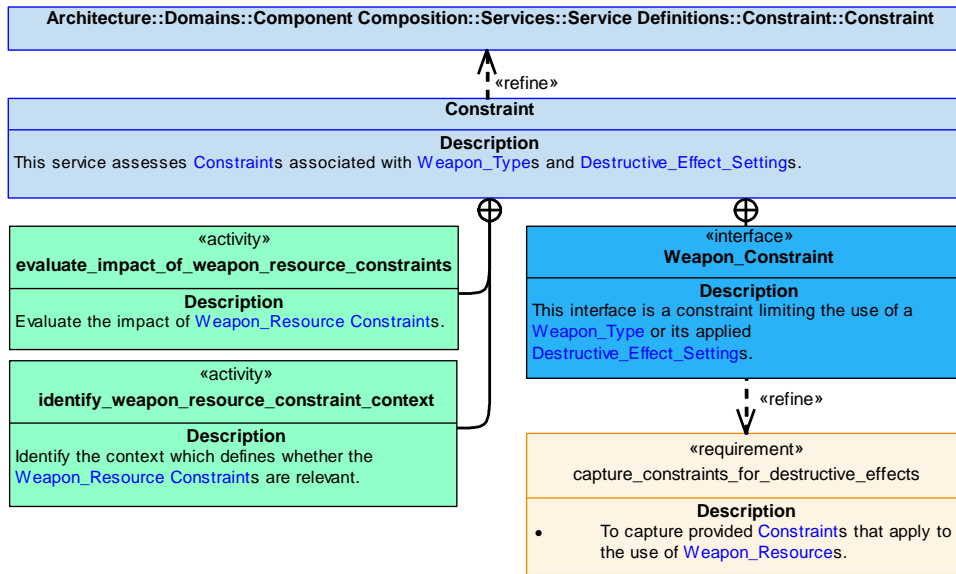 Architecture::Domains::Component Composition::Services::Service Definitions::Constraint::Constraint
«refine»
Constraint
Description
This service assesses Constraints associated with Weapon_Types and Destructive_Effect_Settings.
«activity»
evaluate_impact_of_weapon_resource_constraints
Description
Evaluate the impact of Weapon_Resource Constraints.
«activity»
identify_weapon_resource_constraint_context
Description
Identify the context which defines whether the
Weapon_Resource Constraints are relevant.
«interface»
Weapon_Constraint
Description
This interface is a constraint limiting the use of a
Weapon_Type or its applied
Destructive_Effect_Settings.
«refine»
«requirement»
capture_constraints_for_destructive_effects
Description
• To capture provided Constraints that apply to
the use of Weapon_Resources.